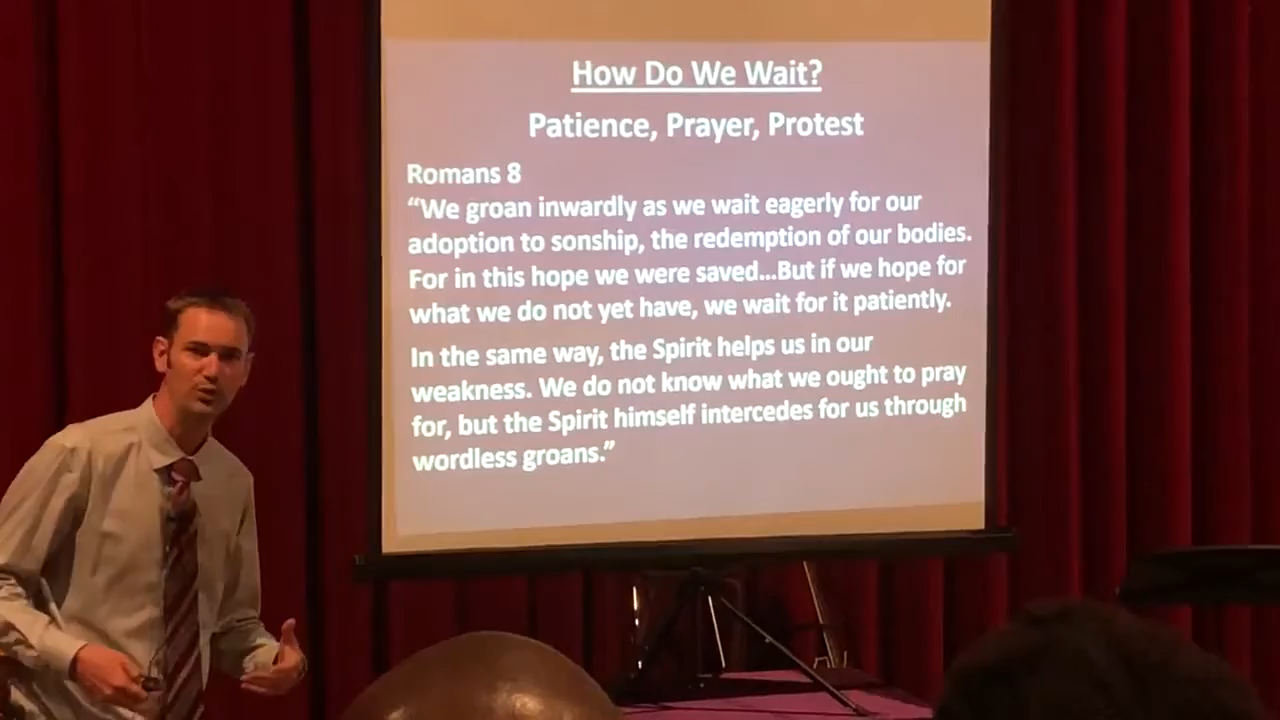 How Do We Wait?
Patience, Prayer, Protest
Romans 8
“We groan inwardly as we wait eagerly for our
adoption to sonship, the redemption of our bodies.
For in this hope we were saved...But if we hope for
what we do not yet have, we wait for it patiently.
In the same way, the Spirit helps us in our
weakness. We do not know what we ought to pray
for, but the Spirit himself intercedes for us through
wordless groans.”